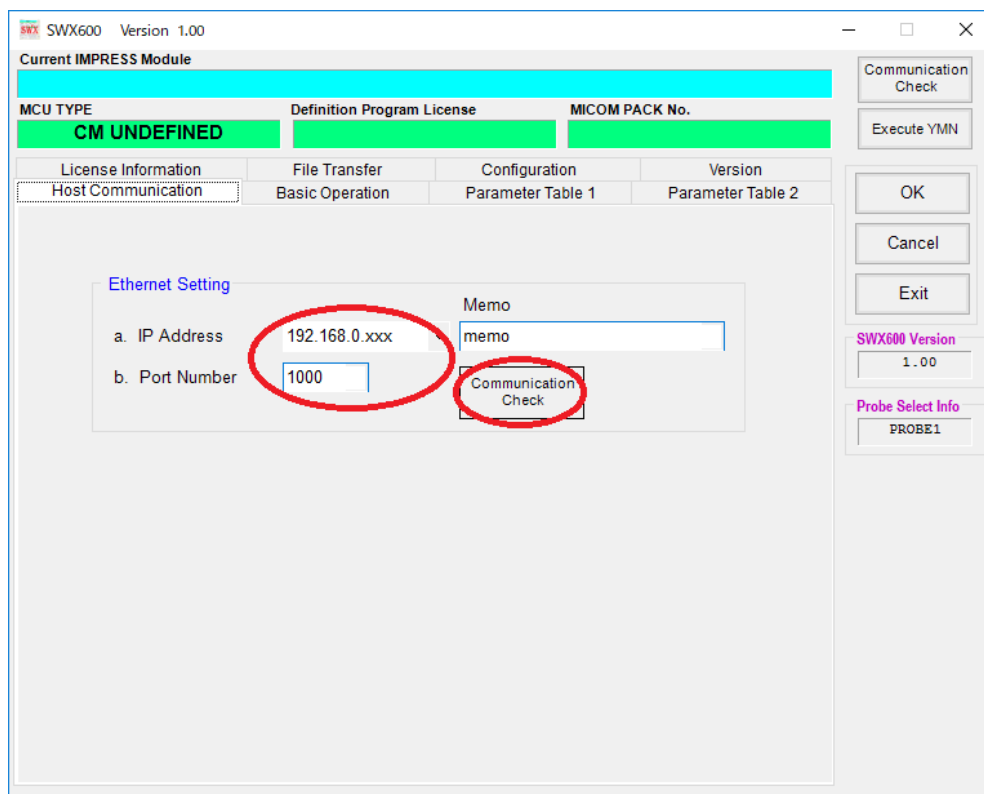 SWX SWX600 Version 1.00
Current IMPRESS Module
Communication
Check
MCU TYPE Definition Program License MICOM PACK No.
CM UNDEFINED
Execute YMN
License Information File Transfer Configuration Version
Host Communication Basic Operation Parameter Table 1 Parameter Table 2
OK
Cancel
Exit
Ethernet Setting
Memo
a. IP Address 192.168.0.xxx memo
b. Port Number 1000
Communication
Check
SWX600 Version
1.00
Probe Select Info
PROBE1